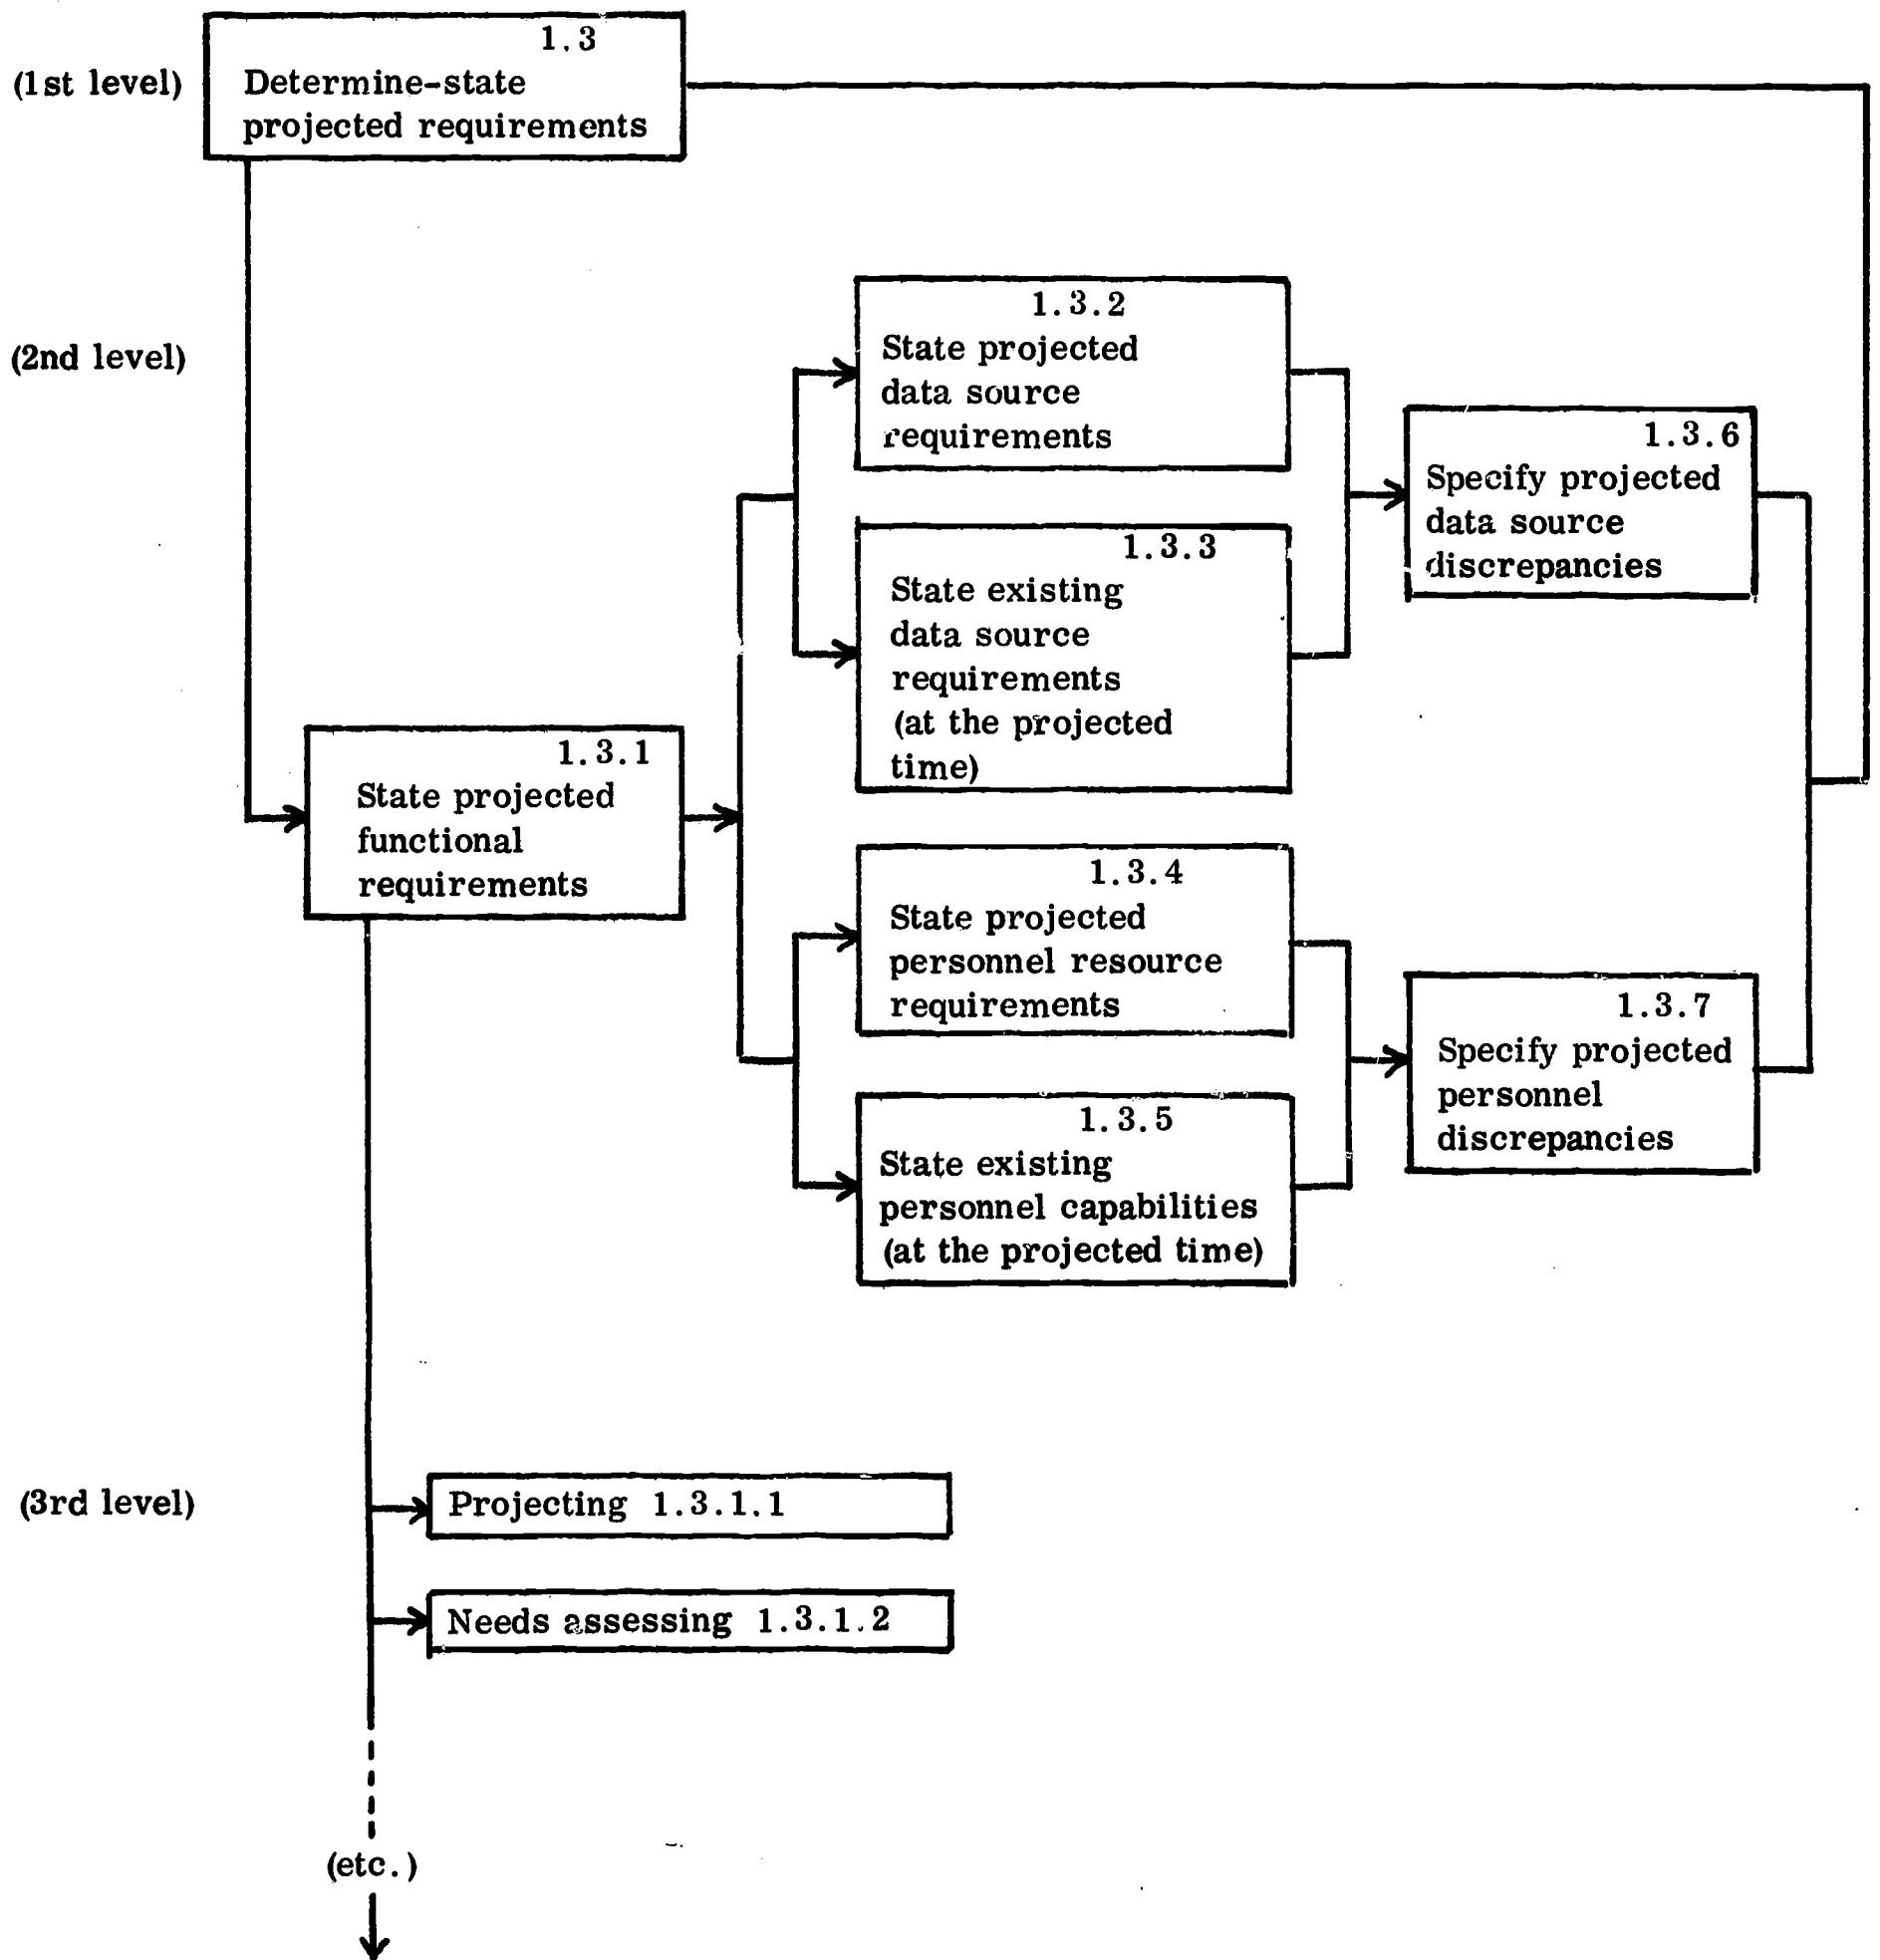 1.3
(1st level)
Determine-state
projected requirements
(2nd level)
1.3.2
State projected
data source
requirements
1.3.3
State existing
data source
requirements
(at the projected
time)
1.3.6
Specify projected
data source
discrepancies
1.3.1
State projected
functional
requirements
1.3.4
State projected
personnel resource
requirements
1.3.5
State existing
personnel capabilities
(at the projected time)
1.3.7
Specify projected
personnel
discrepancies
(3rd level)
Projecting 1.3.1.1
Needs assessing 1.3.1.2
(etc.)